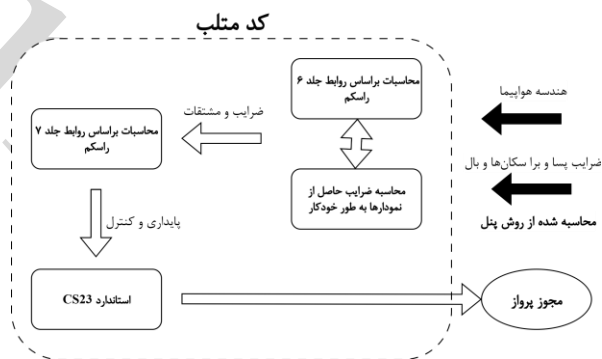 کد متلب
هندسه هواپیما
ضرایب پسا و برا سکان‌ها و بال
محاسبه شده از روش پنل
محاسبات براساس روابط جلد ۶
راسکم
محاسبه ضرایب حاصل از
نمودارها به طور خودکار
ضرایب و مشتقات
محاسبات براساس روابط جلد ۷
راسکم
پایداری و کنترل
استاندارد CS23
مجوز پرواز